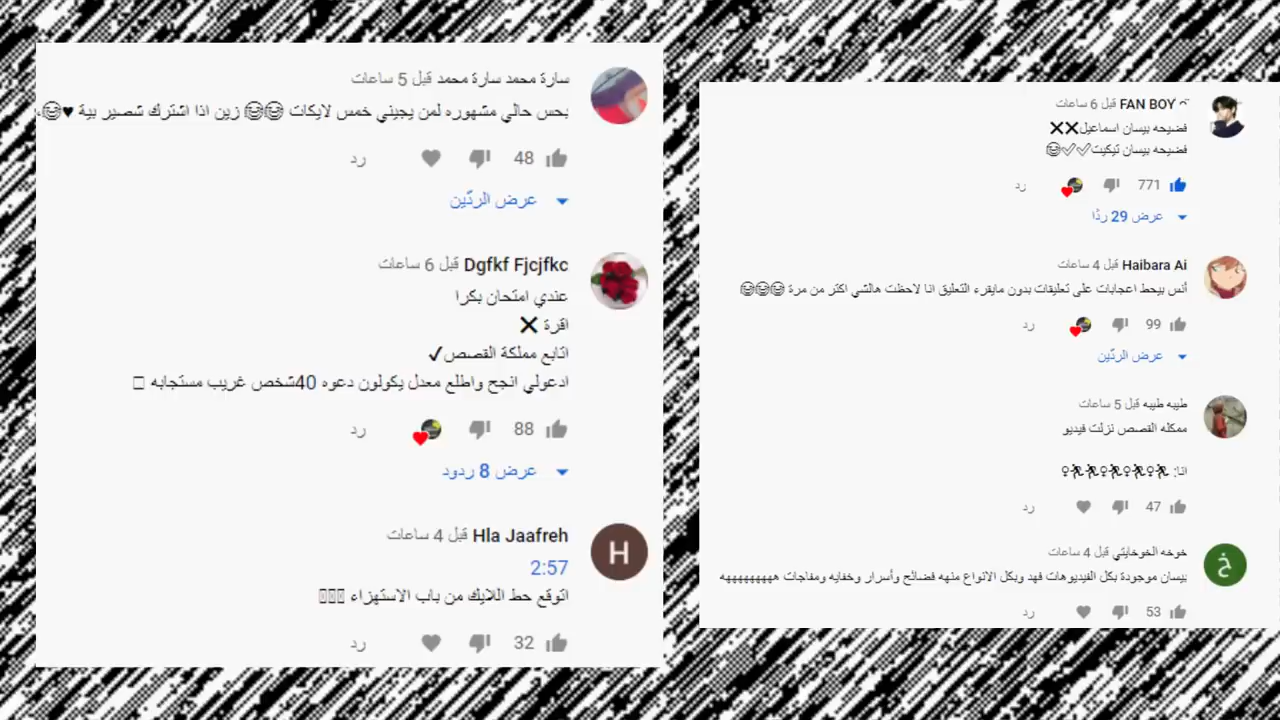 FAN BOY قبل 6 ساعات
فضيحه بيسان اسماعيل❌❌
فضيحه بيسان تيكيت✓✓😂
771 رد
عرض 29 ردًا
Haibara Ai قبل 4 ساعات
أنس بيحط اعجابات على تعليقات بدون مايقرء التعليق انا لاحظت هالشي اكثر من مرة 😂😂😂
99 رد
عرض الردّين
طيبه طيبه قبل 5 ساعات
ممكله القصص نزلت فيديو
انا: 🏃‍♀🏃‍♀🏃‍♀🏃‍♀
47 رد
خوخه الخوخايتي قبل 4 ساعات
بيسان موجودة بكل الفيديوهات فهد وبكل الانواع منهه فضائح وأسرار وخفايه ومفاجات هههههههههه
53 رد
سارة محمد سارة محمد قبل 5 ساعات
بحس حالي مشهوره لمن يجيني خمس لايكات 😂😂 زين اذا اشترك شصير بية ♥😂،
48 رد
عرض الردّين
Dgfkf Fjcjfkc قبل 6 ساعات
عندي امتحان بكرا
اقرة ❌
اتابع مملكة القصص✔
ادعولي انجح واطلع معدل يكولون دعوه 40شخص غريب مستجابه
88 رد
عرض 8 ردود
H
Hla Jaafreh قبل 4 ساعات
2:57
اتوقع حط اللايك من باب الاستهزاء
32 رد
خ